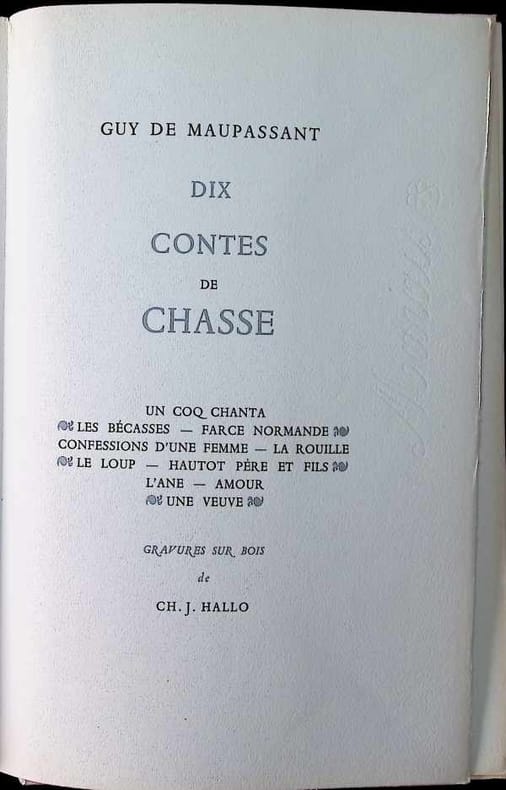 GUY DE MAUPASSANT
DIX
CONTES
DE
CHASSE
UN COQ CHANTA
LES BÉCASSES — FARCE NORMANDE
CONFESSIONS D'UNE FEMME — LA ROUILLE
LE LOUP — HAUTOT PÈRE ET FILS
L'ANE — AMOUR
UNE VEUVE
GRAVURES SUR BOIS
de
CH. J. HALLO